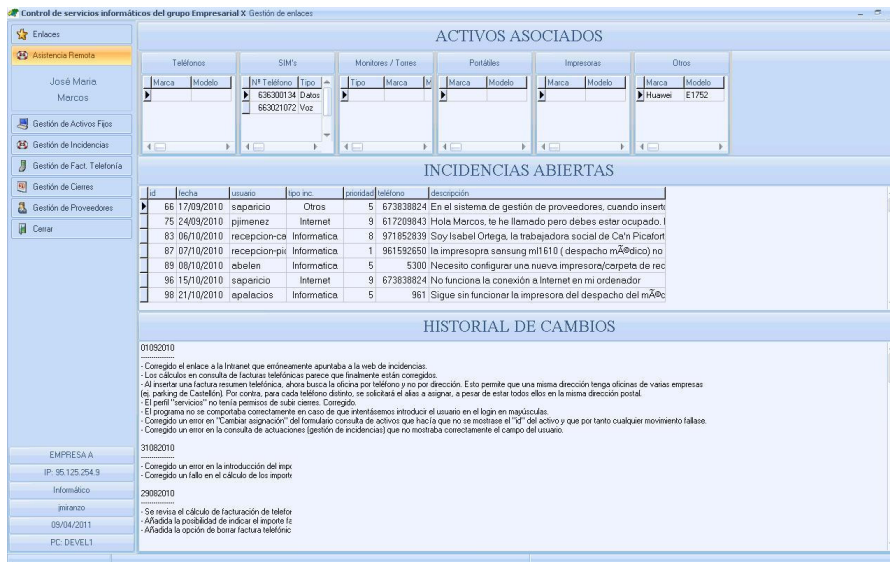 Control de servicios informáticos del grupo Empresarial X Gestión de enlaces
Enlaces
Asistencia Remota
José Maria
Marcos
Gestión de Activos Fijos
Gestión de Incidencias
Gestión de Fact. Telefonía
Gestión de Cierres
Gestión de Proveedores
Cerrar
EMPRESA A
IP: 95.125.254.9
Informático
jmiranzo
09/04/2011
PC: DEVEL1
ACTIVOS ASOCIADOS
Teléfonos SIM's Monitores / Torres Portátiles Impresoras Otros
Marca Modelo Nº Teléfono Tipo Tipo Marca M Marca Modelo Marca Modelo Marca Modelo
636300134 Datos Huawei E1752
663021072 Voz
INCIDENCIAS ABIERTAS
id fecha usuario tipo inc. prioridad teléfono descripción
66 17/09/2010 saparicio Otros 5 673838824 En el sistema de gestión de proveedores, cuando inserto
75 24/09/2010 pjimenez Internet 9 617209843 Hola Marcos, te he llamado pero debes estar ocupado. l
83 06/10/2010 recepcion-ca Informatica 8 971852839 Soy Isabel Ortega, la trabajadora social de Ca'n Picafort
87 07/10/2010 recepcion-pic Informatica 1 961592650 la impresopra sansung ml1610 ( despacho mÃ©dico) no
89 08/10/2010 abelen Informatica 5 5300 Necesito configurar una nueva impresora/carpeta de rec
96 15/10/2010 saparicio Internet 9 673838824 No funciona la conexión a Internet en mi ordenador
98 21/10/2010 apalacios Informatica 5 961 Sigue sin funcionar la impresora del despacho del mÃ©c
HISTORIAL DE CAMBIOS
01092010
---------------
- Corregido el enlace a la Intranet que erróneamente apuntaba a la web de incidencias.
- Los cálculos en consulta de facturas telefónicas parece que finalmente están corregidos.
- Al insertar una factura resumen telefónica, ahora busca la oficina por teléfono y no por dirección. Esto permite que una misma dirección tenga oficinas de varias empresas
(ej. parking de Castellón). Por contra, para cada teléfono distinto, se solicitará el alias a asignar, a pesar de estar todos ellos en la misma dirección postal.
- El perfil "servicios" no tenía permisos de subir cierres. Corregido.
- El programa no se comportaba correctamente en caso de que intentásemos introducir el usuario en el login en mayúsculas.
- Corregido un error en "Cambiar asignación" del formulario consulta de activos que hacía que no se mostrase el "id" del activo y que por tanto cualquier movimiento fallase.
- Corregido un error en la consulta de actuaciones (gestión de incidencias) que no mostraba correctamente el campo del usuario.
31082010
---------------
- Corregido un error en la introducción del impo
- Corregido un fallo en el cálculo de los importe
29082010
---------------
- Se revisa el cálculo de facturación de telefor
- Añadida la posibilidad de indicar el importe fa
- Añadida la opción de borrar factura telefónic